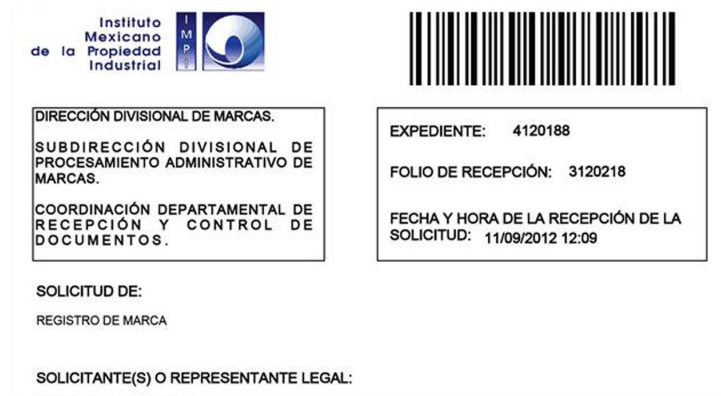 Instituto
Mexicano
de la Propiedad
Industrial
I
M
P
I
DIRECCIÓN DIVISIONAL DE MARCAS.
SUBDIRECCIÓN DIVISIONAL DE
PROCESAMIENTO ADMINISTRATIVO DE
MARCAS.
COORDINACIÓN DEPARTAMENTAL DE
RECEPCIÓN Y CONTROL DE
DOCUMENTOS.
EXPEDIENTE: 4120188
FOLIO DE RECEPCIÓN: 3120218
FECHA Y HORA DE LA RECEPCIÓN DE LA
SOLICITUD: 11/09/2012 12:09
SOLICITUD DE:
REGISTRO DE MARCA
SOLICITANTE(S) O REPRESENTANTE LEGAL: